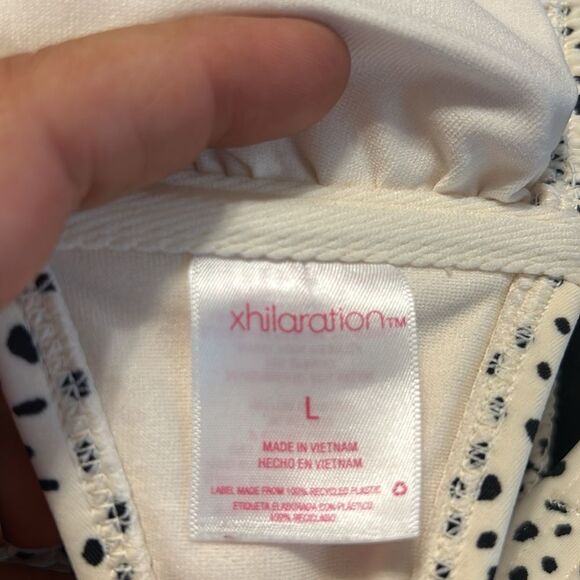 xhilaration™
L
MADE IN VIETNAM
HECHO EN VIETNAM
LABEL MADE FROM 100% RECYCLED PLASTIC
ETIQUETA ELABORADA CON PLÁSTICO
100% RECICLADO